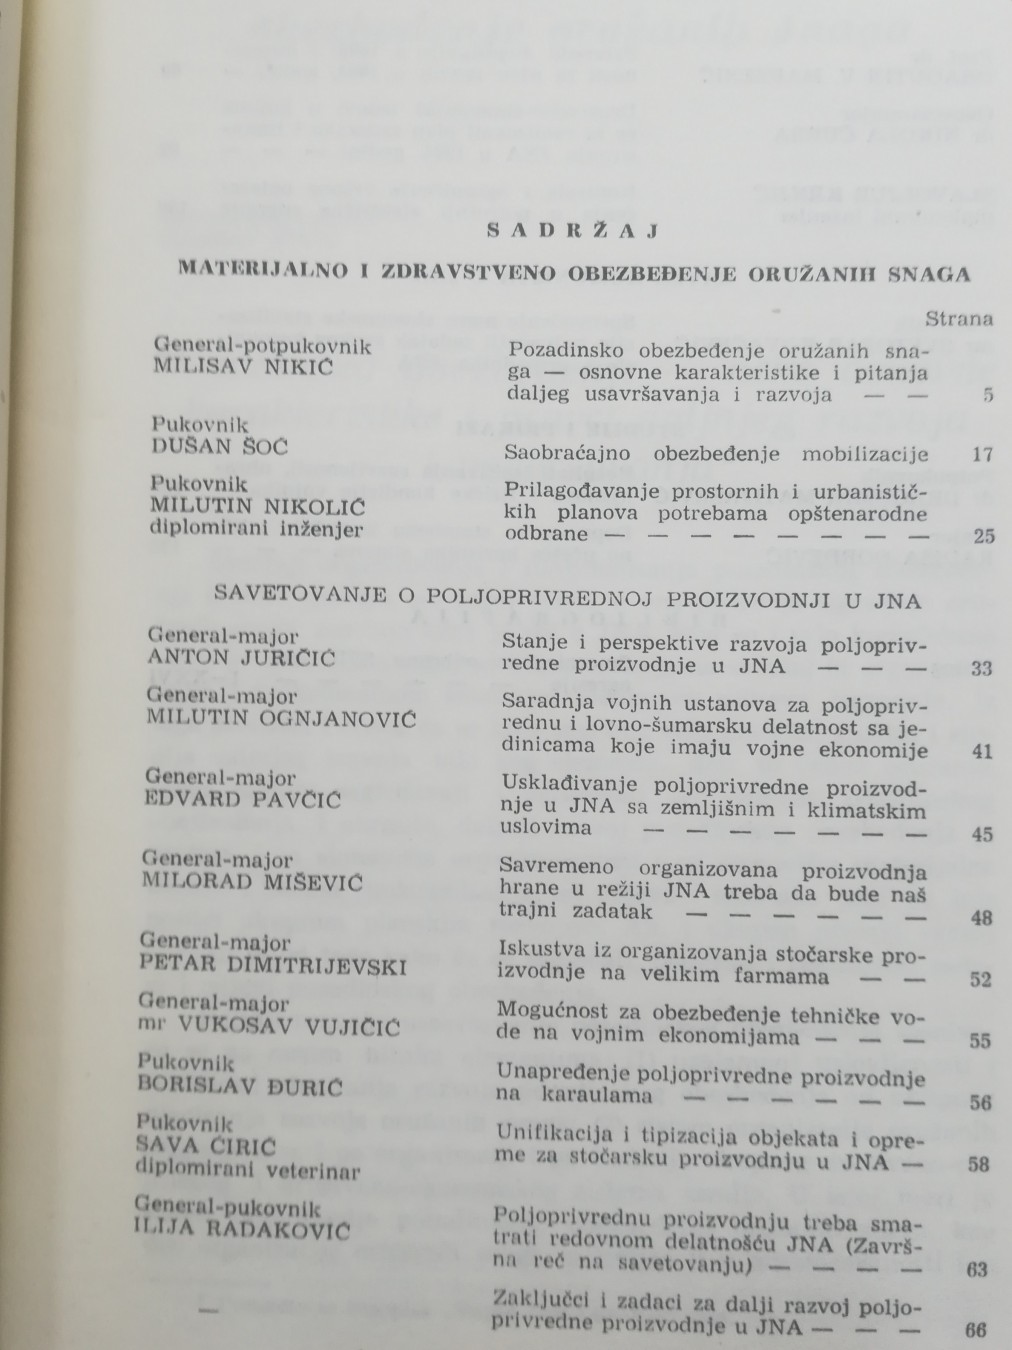 SADRŽAJ
MATERIJALNO I ZDRAVSTVENO OBEZBEĐENJE ORUŽANIH SNAGA
Strana
General-potpukovnik
MILISAV NIKIĆ
Pozadinsko obezbeđenje oružanih sna-
ga — osnovne karakteristike i pitanja
daljeg usavršavanja i razvoja — — 5
Pukovnik
DUŠAN ŠOĆ
Saobraćajno obezbeđenje mobilizacije 17
Pukovnik
MILUTIN NIKOLIĆ
diplomirani inženjer
Prilagođavanje prostornih i urbanistič-
kih planova potrebama opštenarodne
odbrane — — — — — — — — 25
SAVETOVANJE O POLJOPRIVREDNOJ PROIZVODNJI U JNA
General-major
ANTON JURIČIĆ
Stanje i perspektive razvoja poljopriv-
redne proizvodnje u JNA — — — 33
General-major
MILUTIN OGNJANOVIĆ
Saradnja vojnih ustanova za poljopriv-
rednu i lovno-šumarsku delatnost sa je-
dinicama koje imaju vojne ekonomije 41
General-major
EDVARD PAVČIĆ
Usklađivanje poljoprivredne proizvod-
nje u JNA sa zemljišnim i klimatskim
uslovima — — — — — — — 45
General-major
MILORAD MIŠEVIĆ
Savremeno organizovana proizvodnja
hrane u režiji JNA treba da bude naš
trajni zadatak — — — — — — 48
General-major
PETAR DIMITRIJEVSKI
Iskustva iz organizovanja stočarske pro-
izvodnje na velikim farmama — — 52
General-major
mr VUKOSAV VUJIČIĆ
Mogućnost za obezbeđenje tehničke vo-
de na vojnim ekonomijama — — — 55
Pukovnik
BORISLAV ĐURIĆ
Unapređenje poljoprivredne proizvodnje
na karaulama — — — — — — 56
Pukovnik
SAVA ĆIRIĆ
diplomirani veterinar
Unifikacija i tipizacija objekata i opre-
me za stočarsku proizvodnju u JNA — 58
General-pukovnik
ILIJA RADAKOVIĆ
Poljoprivrednu proizvodnju treba sma-
trati redovnom delatnošću JNA (Završ-
na reč na savetovanju) — — — — 63
—
Zaključci i zadaci za dalji razvoj poljo-
privredne proizvodnje u JNA — — — 66